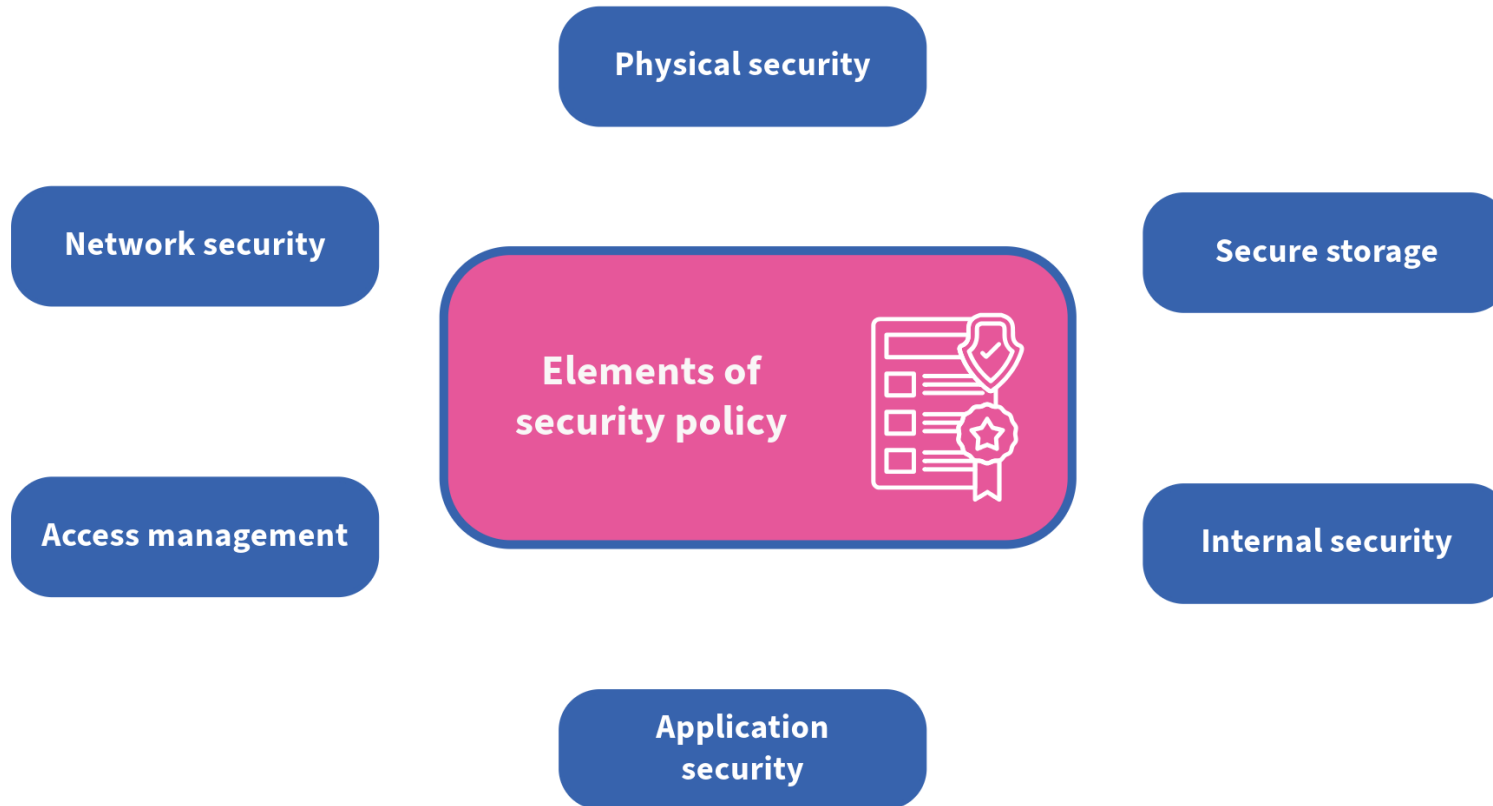 Physical security
Network security
Secure storage
Elements of
security policy
Access management
Internal security
Application
security